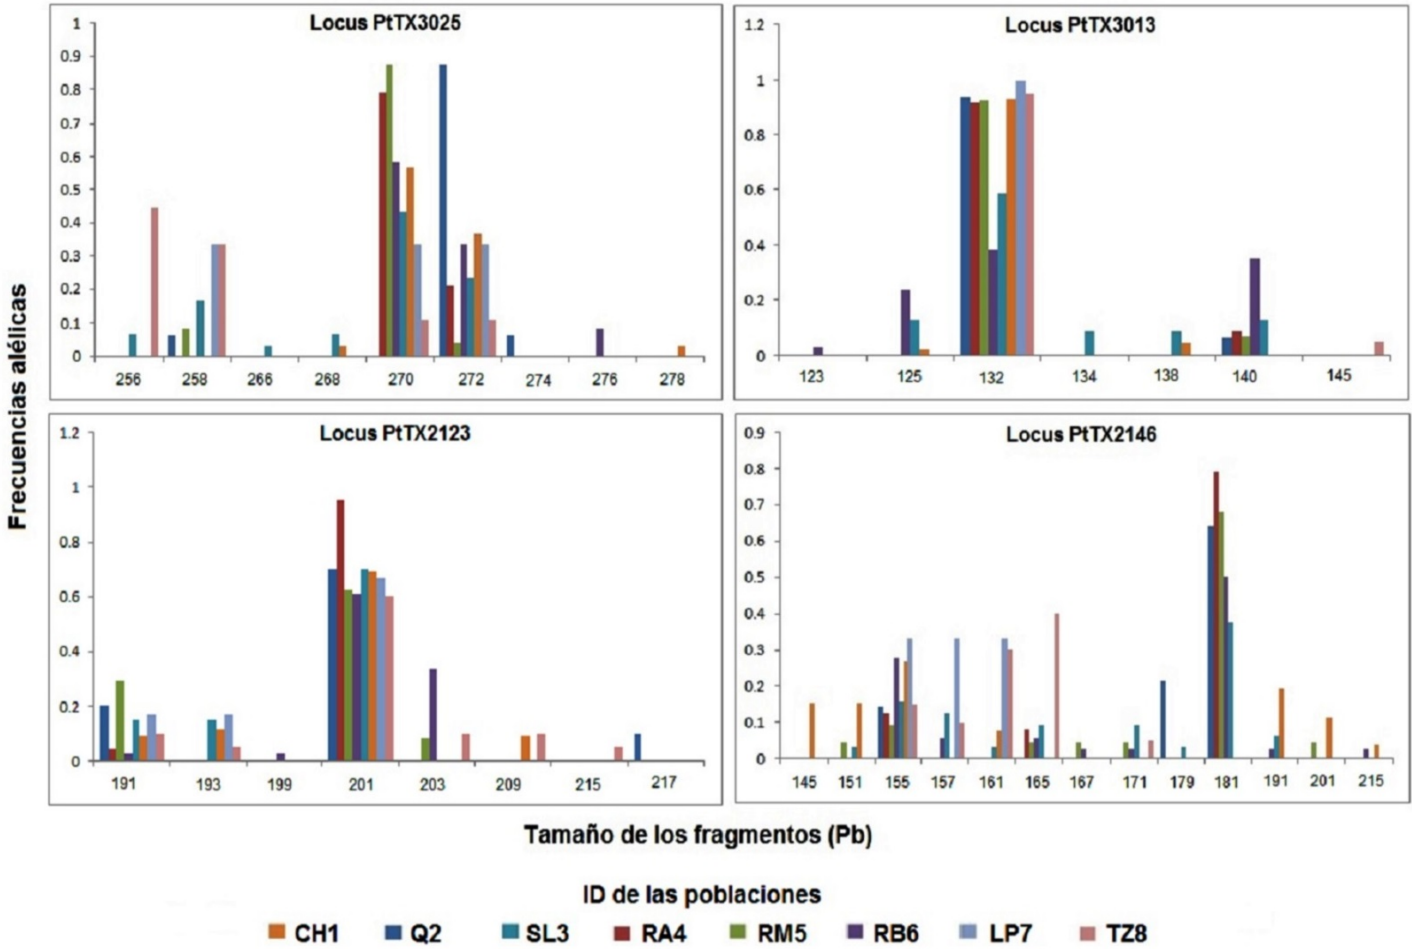 Frecuencias alélicas
Locus PtTX3025
1
0.9
0.8
0.7
0.6
0.5
0.4
0.3
0.2
0.1
0
256 258 266 268 270 272 274 276 278
Locus PtTX3013
1.2
1
0.8
0.6
0.4
0.2
0
123 125 132 134 138 140 145
Locus PtTX2123
1.2
1
0.8
0.6
0.4
0.2
0
191 193 199 201 203 209 215 217
Locus PtTX2146
0.9
0.8
0.7
0.6
0.5
0.4
0.3
0.2
0.1
0
145 151 155 157 161 165 167 171 179 181 191 201 215
Tamaño de los fragmentos (Pb)
ID de las poblaciones
CH1 Q2 SL3 RA4 RM5 RB6 LP7 TZ8